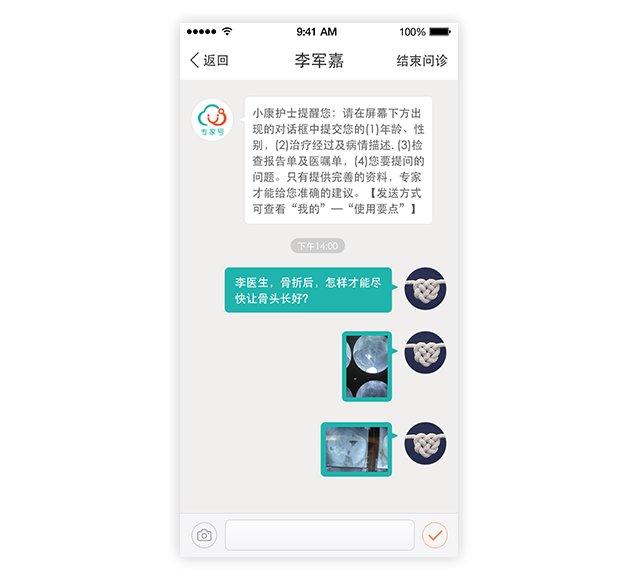 9:41 AM
100%
返回
李军嘉
结束问诊
专家号
小康护士提醒您：请在屏幕下方出
现的对话框中提交您的(1)年龄、性
别，(2)治疗经过及病情描述. (3)检
查报告单及医嘱单，(4)您要提问的
问题。只有提供完善的资料，专家
才能给您准确的建议。【发送方式
可查看“我的”—“使用要点”】
下午14:00
李医生，骨折后，怎样才能尽
快让骨头长好?